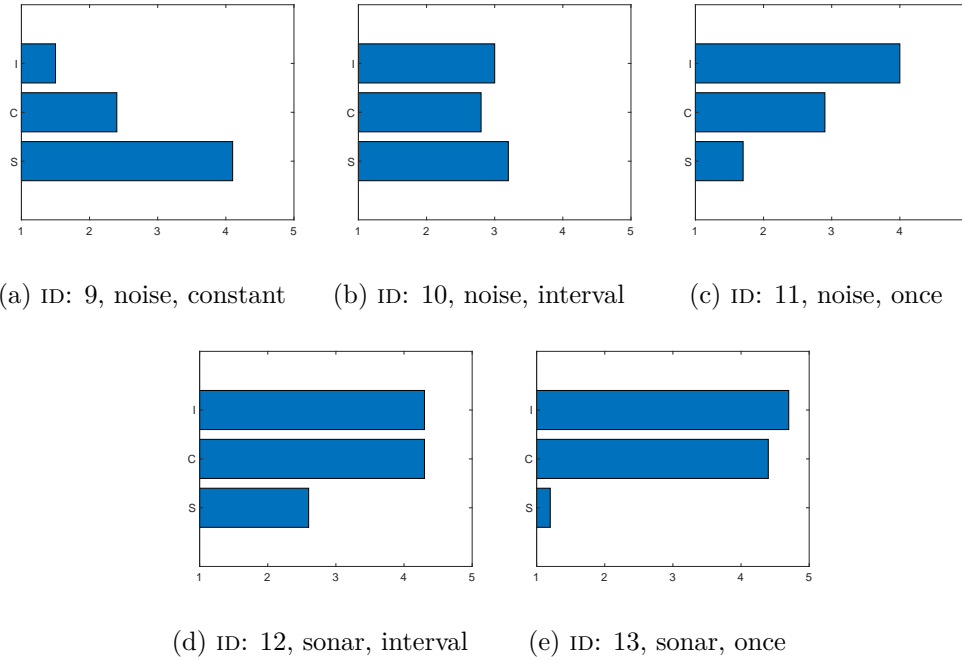 I
C
S
1 2 3 4 5
I
C
S
1 2 3 4 5
I
C
S
1 2 3 4
(a) ID: 9, noise, constant
(b) ID: 10, noise, interval
(c) ID: 11, noise, once
I
C
S
1 2 3 4 5
I
C
S
1 2 3 4 5
(d) ID: 12, sonar, interval
(e) ID: 13, sonar, once